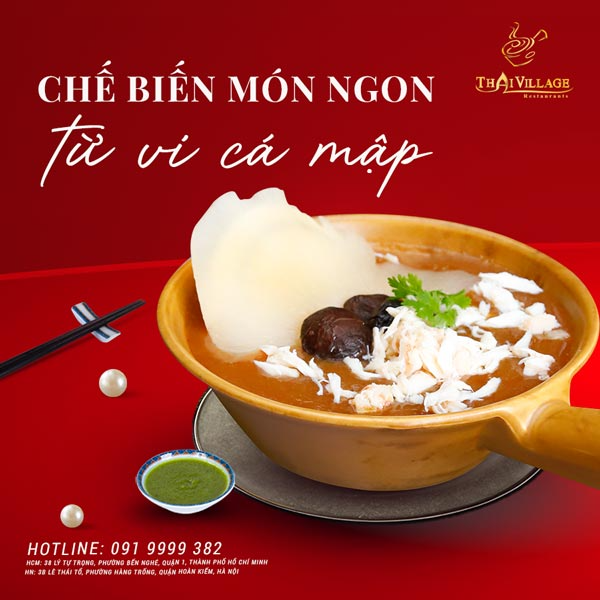 THAI VILLAGE
Restaurants
CHẾ BIẾN MÓN NGON
từ vi cá mập
HOTLINE: 091 9999 382
HCM: 38 LÝ TỰ TRỌNG, PHƯỜNG BẾN NGHÉ, QUẬN 1, THÀNH PHỐ HỒ CHÍ MINH
HN: 3B LÊ THÁI TỔ, PHƯỜNG HÀNG TRỐNG, QUẬN HOÀN KIẾM, HÀ NỘI